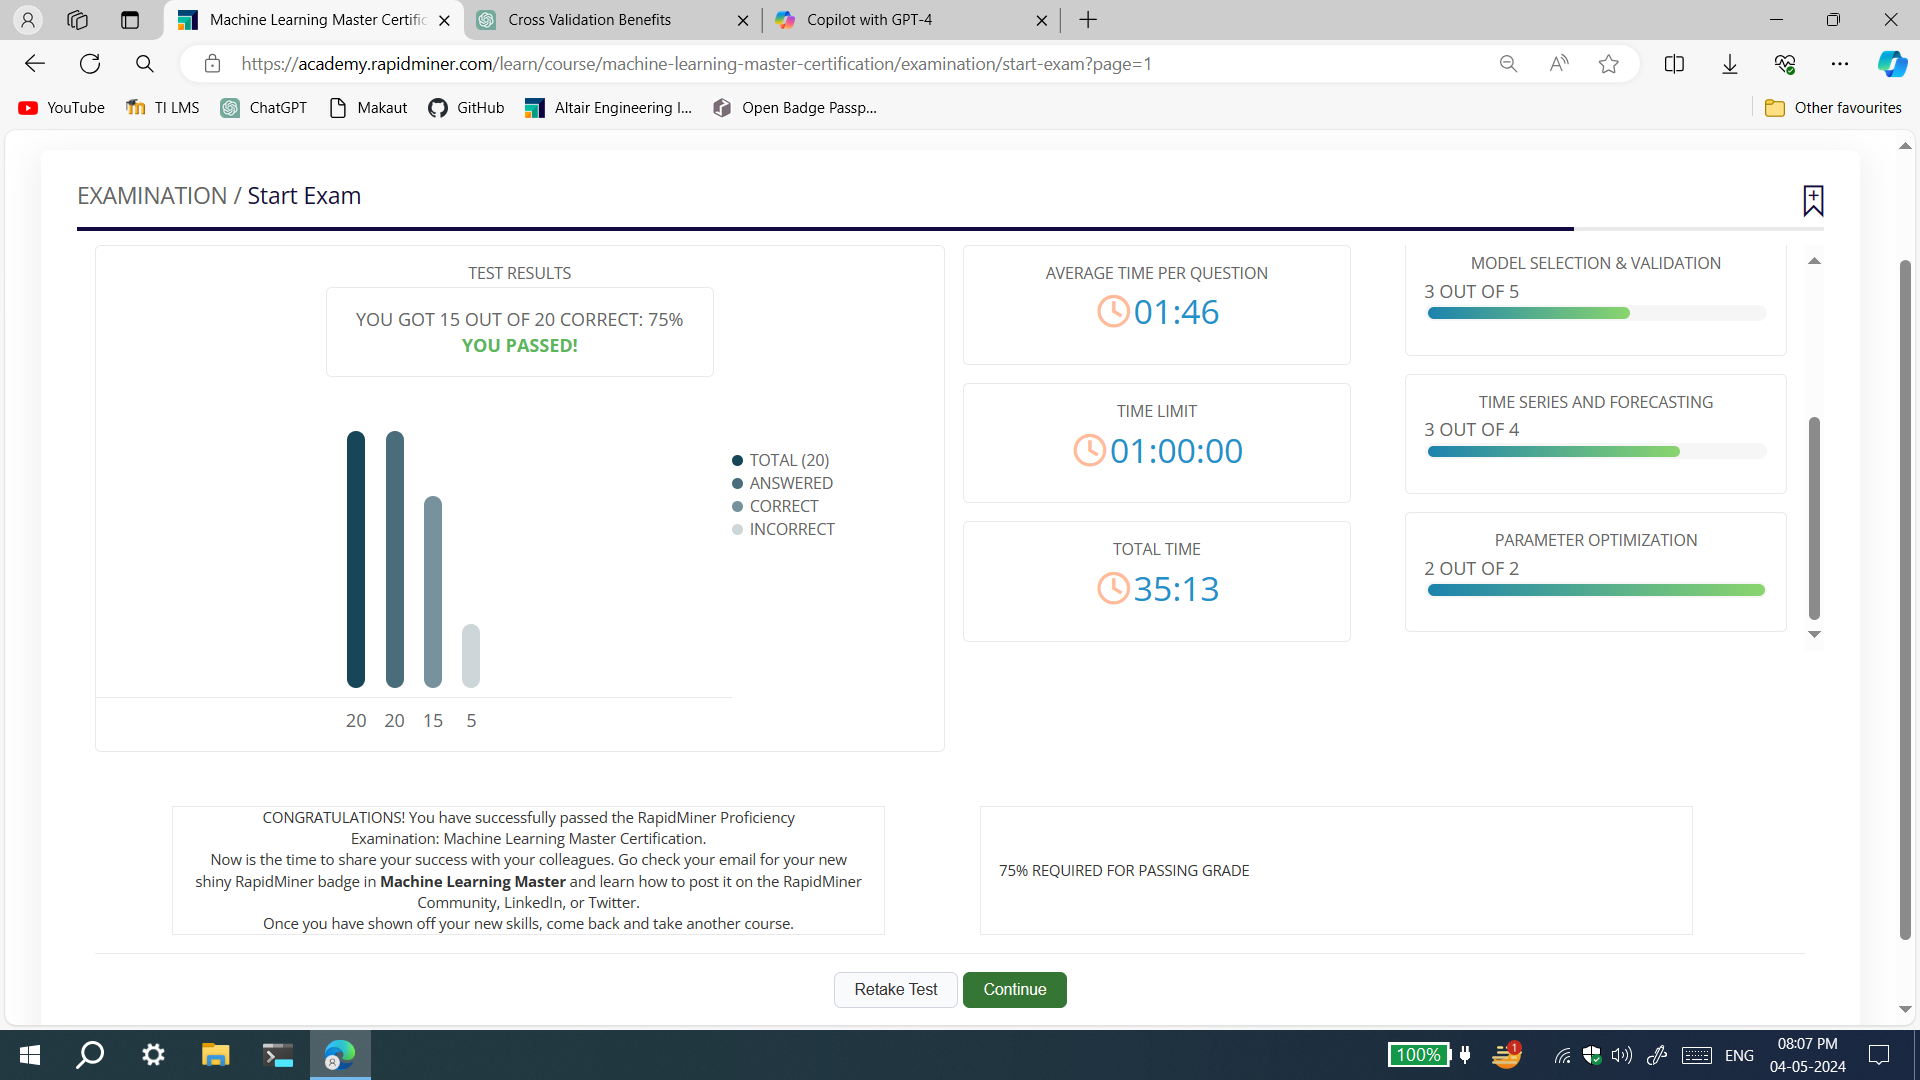 Machine Learning Master Certific
Cross Validation Benefits
Copilot with GPT-4
https://academy.rapidminer.com/learn/course/machine-learning-master-certification/examination/start-exam?page=1
YouTube
TI LMS
ChatGPT
Makaut
GitHub
Altair Engineering I...
Open Badge Passp...
Other favourites
EXAMINATION / Start Exam
TEST RESULTS
YOU GOT 15 OUT OF 20 CORRECT: 75%
YOU PASSED!
TOTAL (20)
ANSWERED
CORRECT
INCORRECT
20 20 15 5
AVERAGE TIME PER QUESTION
01:46
TIME LIMIT
01:00:00
TOTAL TIME
35:13
MODEL SELECTION & VALIDATION
3 OUT OF 5
TIME SERIES AND FORECASTING
3 OUT OF 4
PARAMETER OPTIMIZATION
2 OUT OF 2
CONGRATULATIONS! You have successfully passed the RapidMiner Proficiency
Examination: Machine Learning Master Certification.
Now is the time to share your success with your colleagues. Go check your email for your new
shiny RapidMiner badge in Machine Learning Master and learn how to post it on the RapidMiner
Community, LinkedIn, or Twitter.
Once you have shown off your new skills, come back and take another course.
75% REQUIRED FOR PASSING GRADE
Retake Test
Continue
100%
1
ENG
08:07 PM
04-05-2024